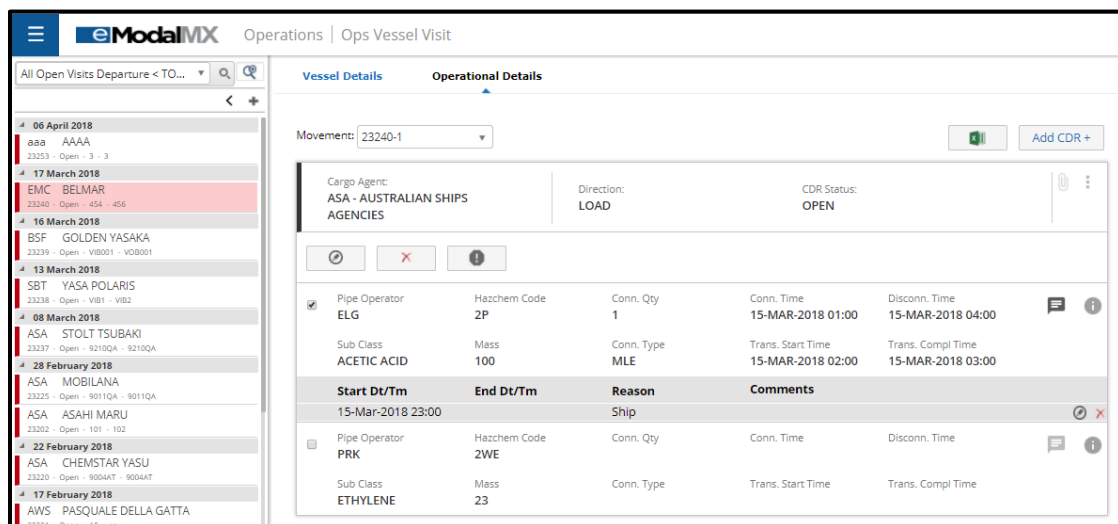 eModalMX Operations | Ops Vessel Visit
All Open Visits Departure < TO...
06 April 2018
aaa AAAA
23253 - Open - 3 - 3
17 March 2018
EMC BELMAR
23240 - Open - 454 - 456
16 March 2018
BSF GOLDEN YASAKA
23239 - Open - VIB001 - VOB001
13 March 2018
SBT YASA POLARIS
23238 - Open - VIB1 - VIB2
08 March 2018
ASA STOLT TSUBAKI
23237 - Open - 9210QA - 9210QA
28 February 2018
ASA MOBILANA
23225 - Open - 9011QA - 9011QA
ASA ASAHI MARU
23202 - Open - 101 - 102
22 February 2018
ASA CHEMSTAR YASU
23220 - Open - 9004AT - 9004AT
17 February 2018
AWS PASQUALE DELLA GATTA
Vessel Details Operational Details
Movement: 23240-1 Add CDR +
Cargo Agent: Direction: CDR Status:
ASA - AUSTRALIAN SHIPS AGENCIES LOAD OPEN
Pipe Operator Hazchem Code Conn. Qty Conn. Time Disconn. Time
ELG 2P 1 15-MAR-2018 01:00 15-MAR-2018 04:00
Sub Class Mass Conn. Type Trans. Start Time Trans. Compl Time
ACETIC ACID 100 MLE 15-MAR-2018 02:00 15-MAR-2018 03:00
Start Dt/Tm End Dt/Tm Reason Comments
15-Mar-2018 23:00 Ship
Pipe Operator Hazchem Code Conn. Qty Conn. Time Disconn. Time
PRK 2WE
Sub Class Mass Conn. Type Trans. Start Time Trans. Compl Time
ETHYLENE 23